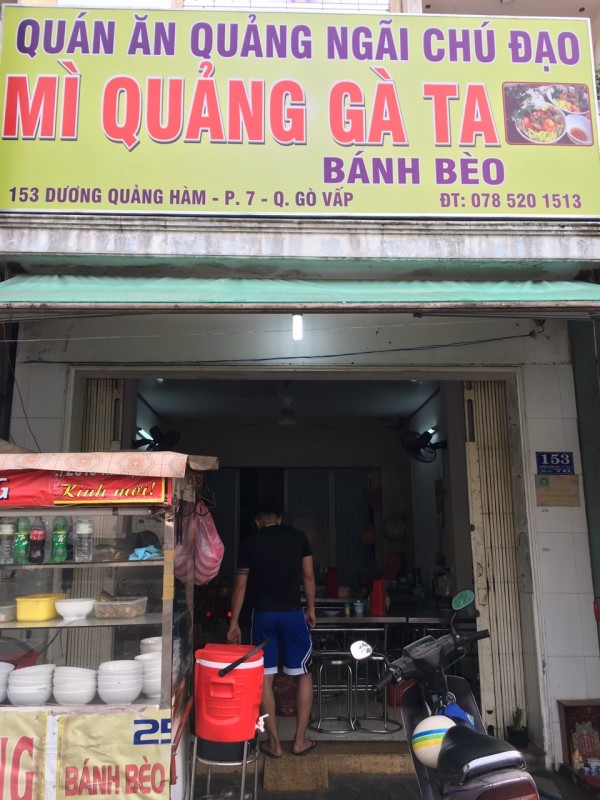 QUÁN ĂN QUẢNG NGÃI CHÚ ĐẠO
MÌ QUẢNG GÀ TA
BÁNH BÈO
153 DƯƠNG QUẢNG HÀM - P. 7 - Q. GÒ VẤP
ĐT: 078 520 1513
153
Kính mời!
25
BÁNH BÈO